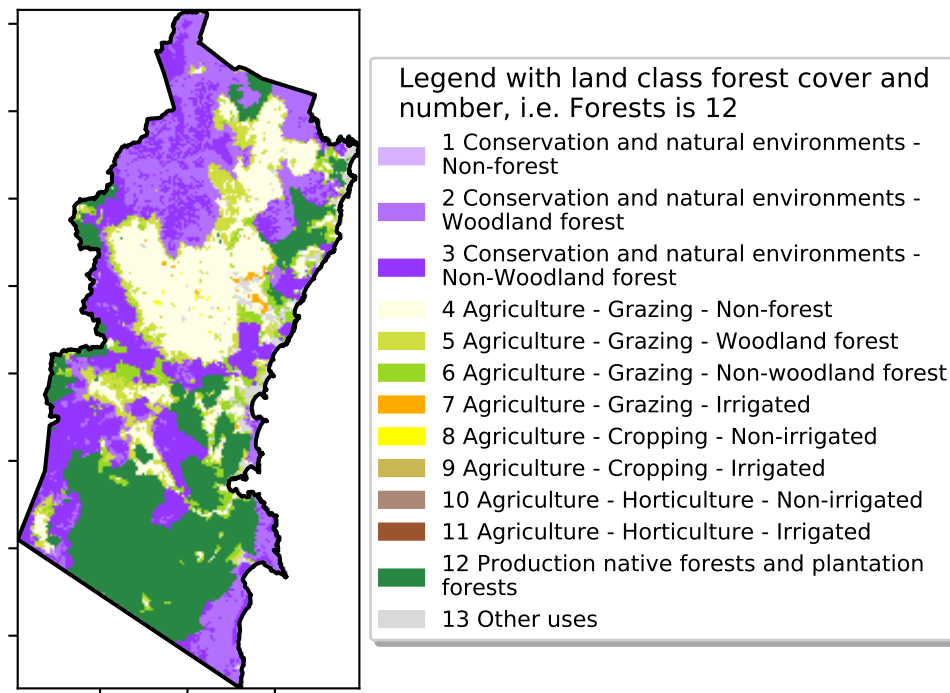 Legend with land class forest cover and
number, i.e. Forests is 12
1 Conservation and natural environments -
Non-forest
2 Conservation and natural environments -
Woodland forest
3 Conservation and natural environments -
Non-Woodland forest
4 Agriculture - Grazing - Non-forest
5 Agriculture - Grazing - Woodland forest
6 Agriculture - Grazing - Non-woodland forest
7 Agriculture - Grazing - Irrigated
8 Agriculture - Cropping - Non-irrigated
9 Agriculture - Cropping - Irrigated
10 Agriculture - Horticulture - Non-irrigated
11 Agriculture - Horticulture - Irrigated
12 Production native forests and plantation
forests
13 Other uses